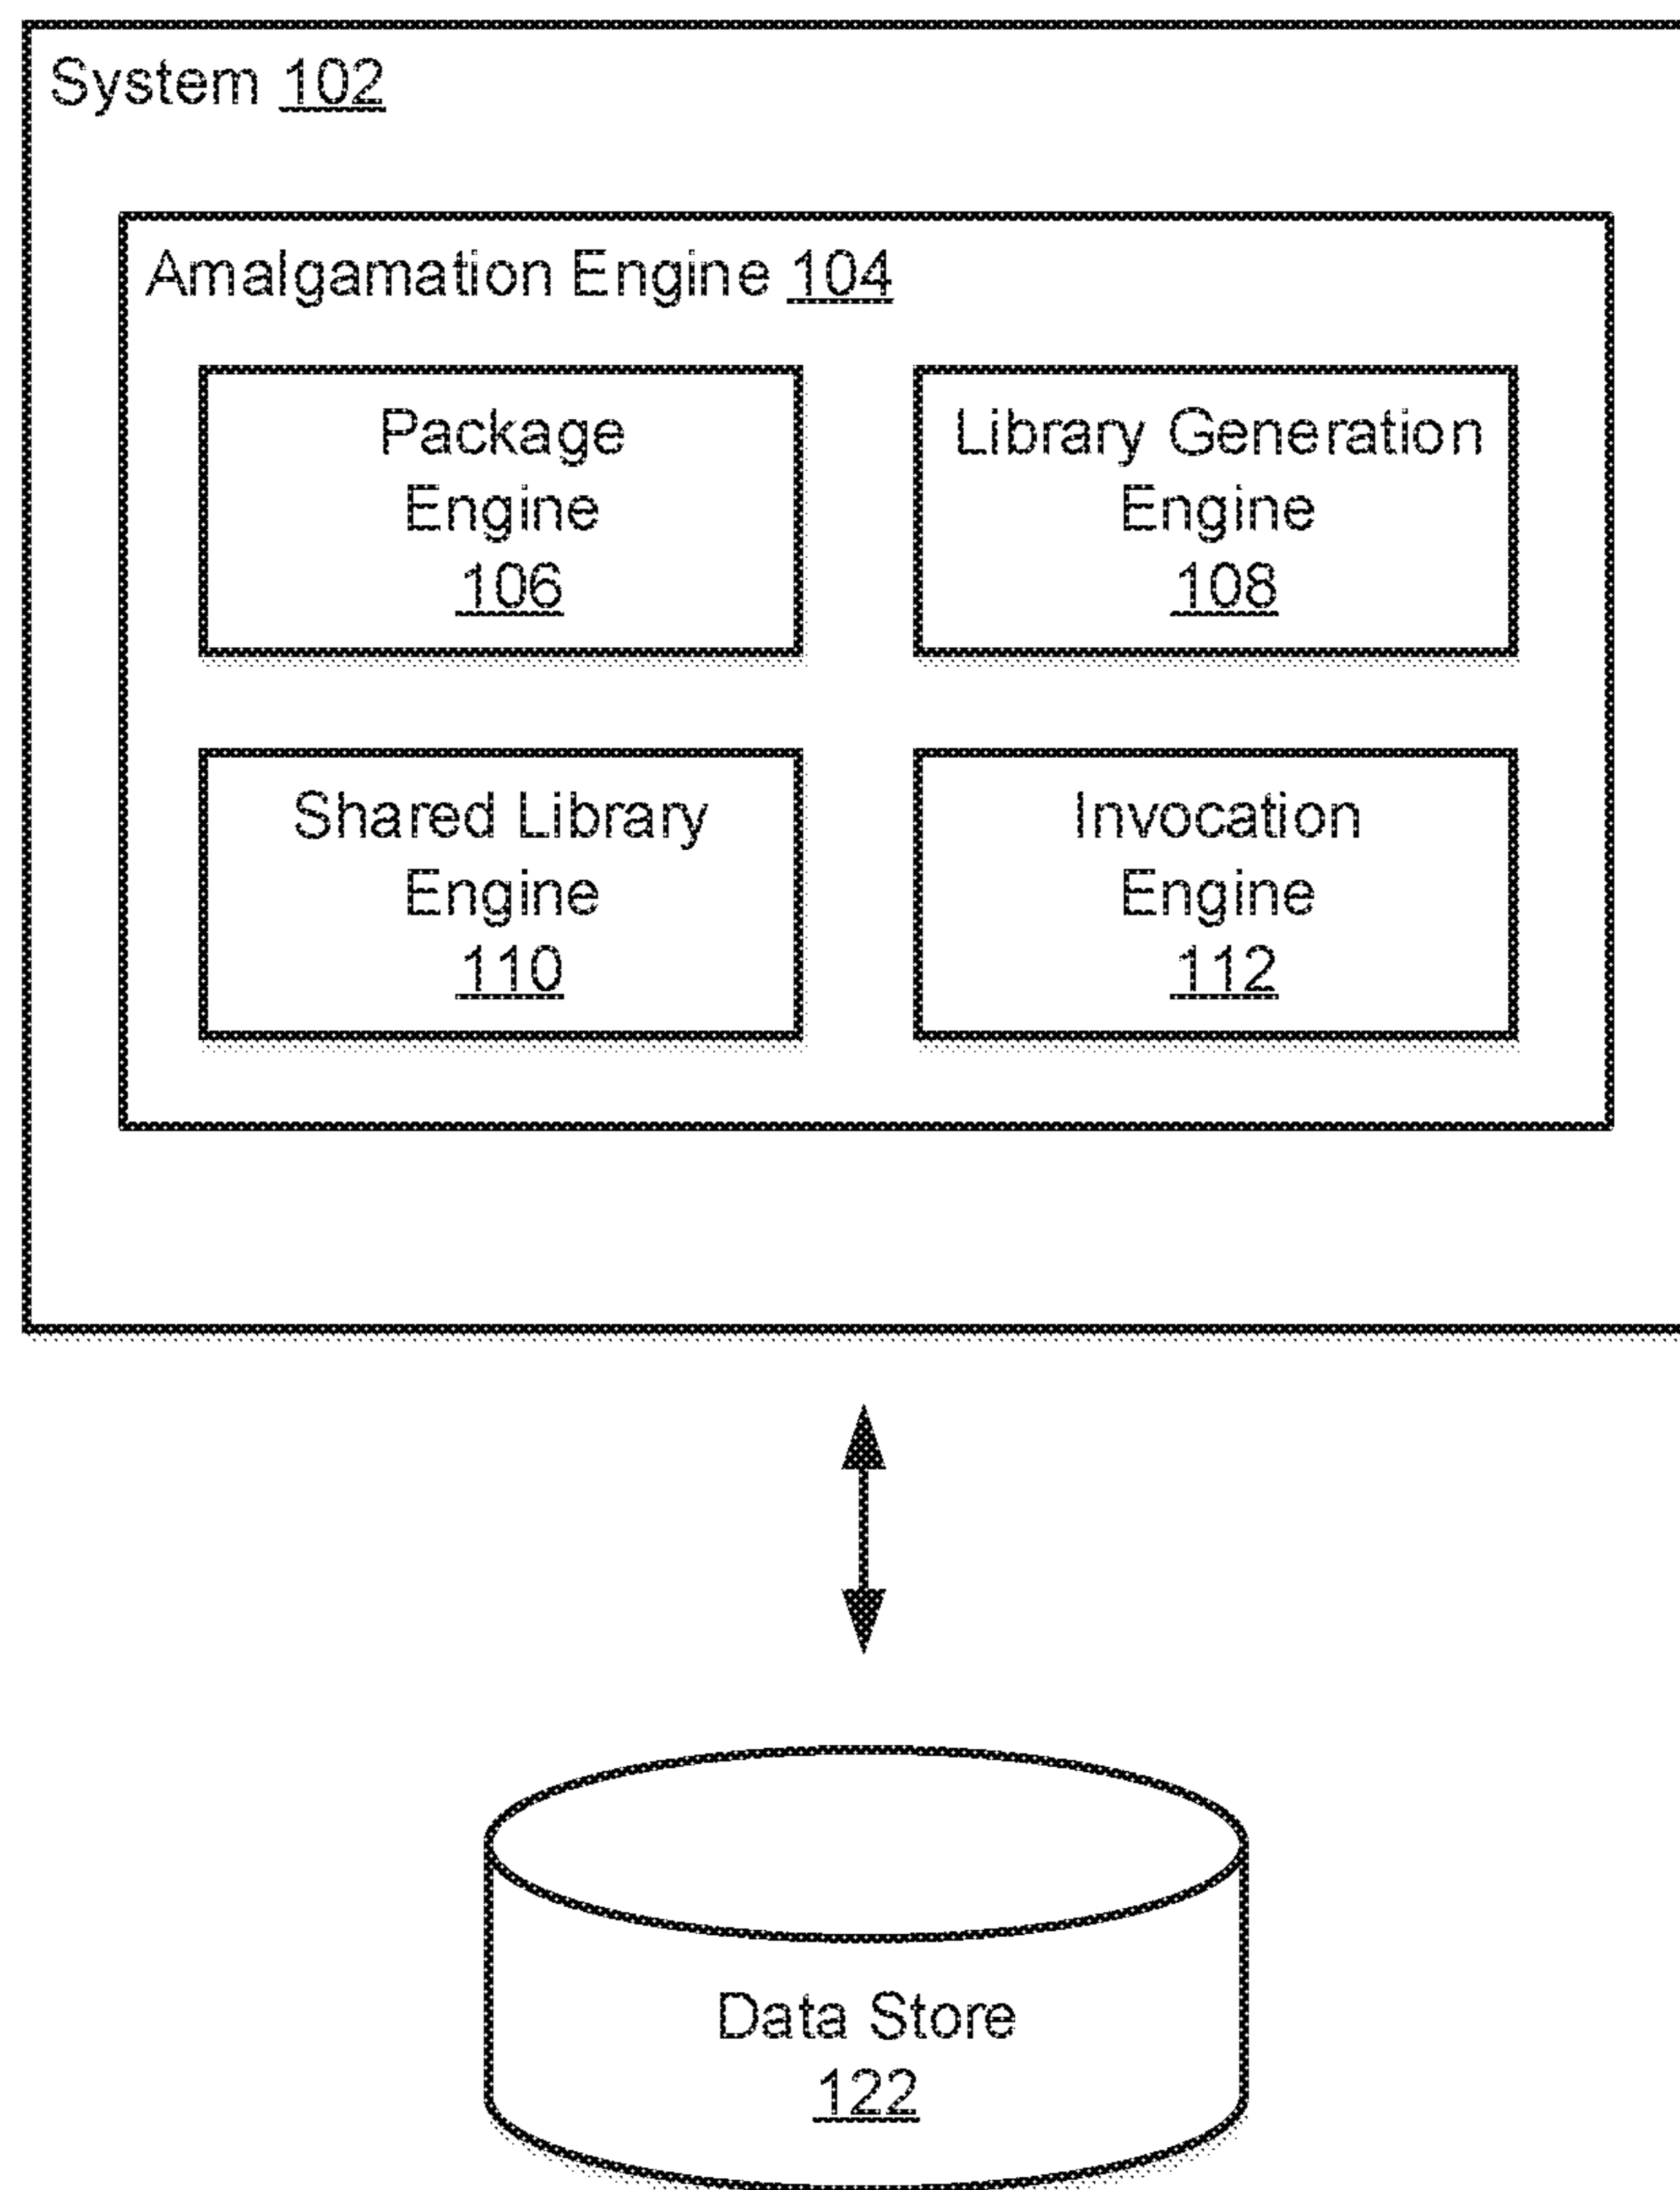 System 102
Amalgamation Engine 104
Package
Engine
106
Library Generation
Engine
108
Shared Library
Engine
110
Invocation
Engine
112
Data Store
122